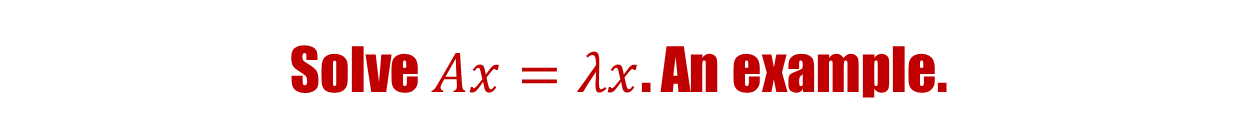 Solve 𝐴𝑥 = 𝜆𝑥. An example.